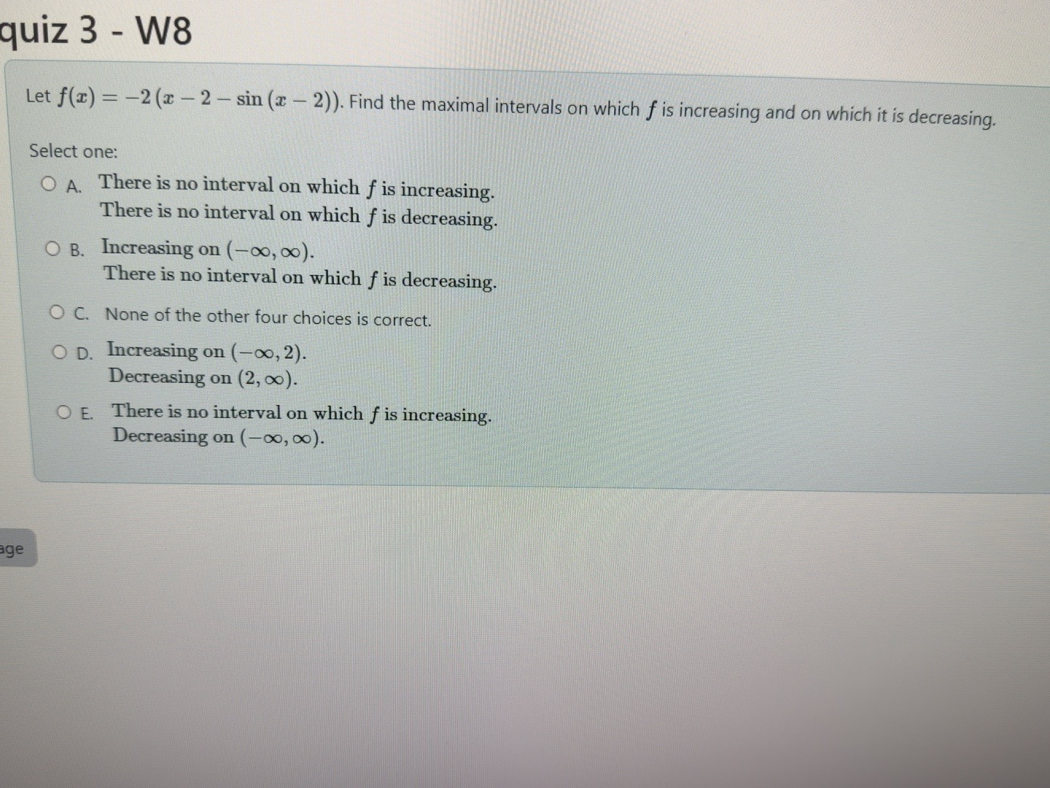 quiz 3 - W8
Let f(x) = −2 (x − 2 − sin (x − 2)). Find the maximal intervals on which f is increasing and on which it is decreasing.
Select one:
A. There is no interval on which f is increasing.
There is no interval on which f is decreasing.
B. Increasing on (−∞, ∞).
There is no interval on which f is decreasing.
C. None of the other four choices is correct.
D. Increasing on (−∞, 2).
Decreasing on (2, ∞).
E. There is no interval on which f is increasing.
Decreasing on (−∞, ∞).
age